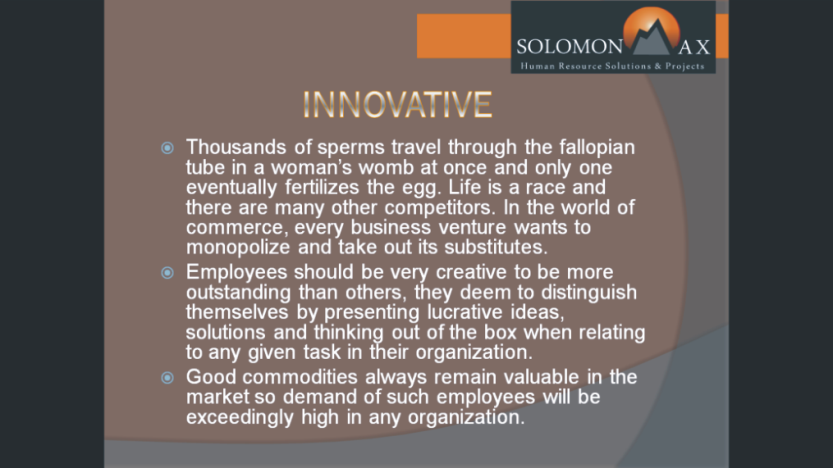 SOLOMON AX
Human Resource Solutions & Projects
INNOVATIVE
Thousands of sperms travel through the fallopian
tube in a woman's womb at once and only one
eventually fertilizes the egg. Life is a race and
there are many other competitors. In the world of
commerce, every business venture wants to
monopolize and take out its substitutes.
Employees should be very creative to be more
outstanding than others, they deem to distinguish
themselves by presenting lucrative ideas,
solutions and thinking out of the box when relating
to any given task in their organization.
Good commodities always remain valuable in the
market so demand of such employees will be
exceedingly high in any organization.